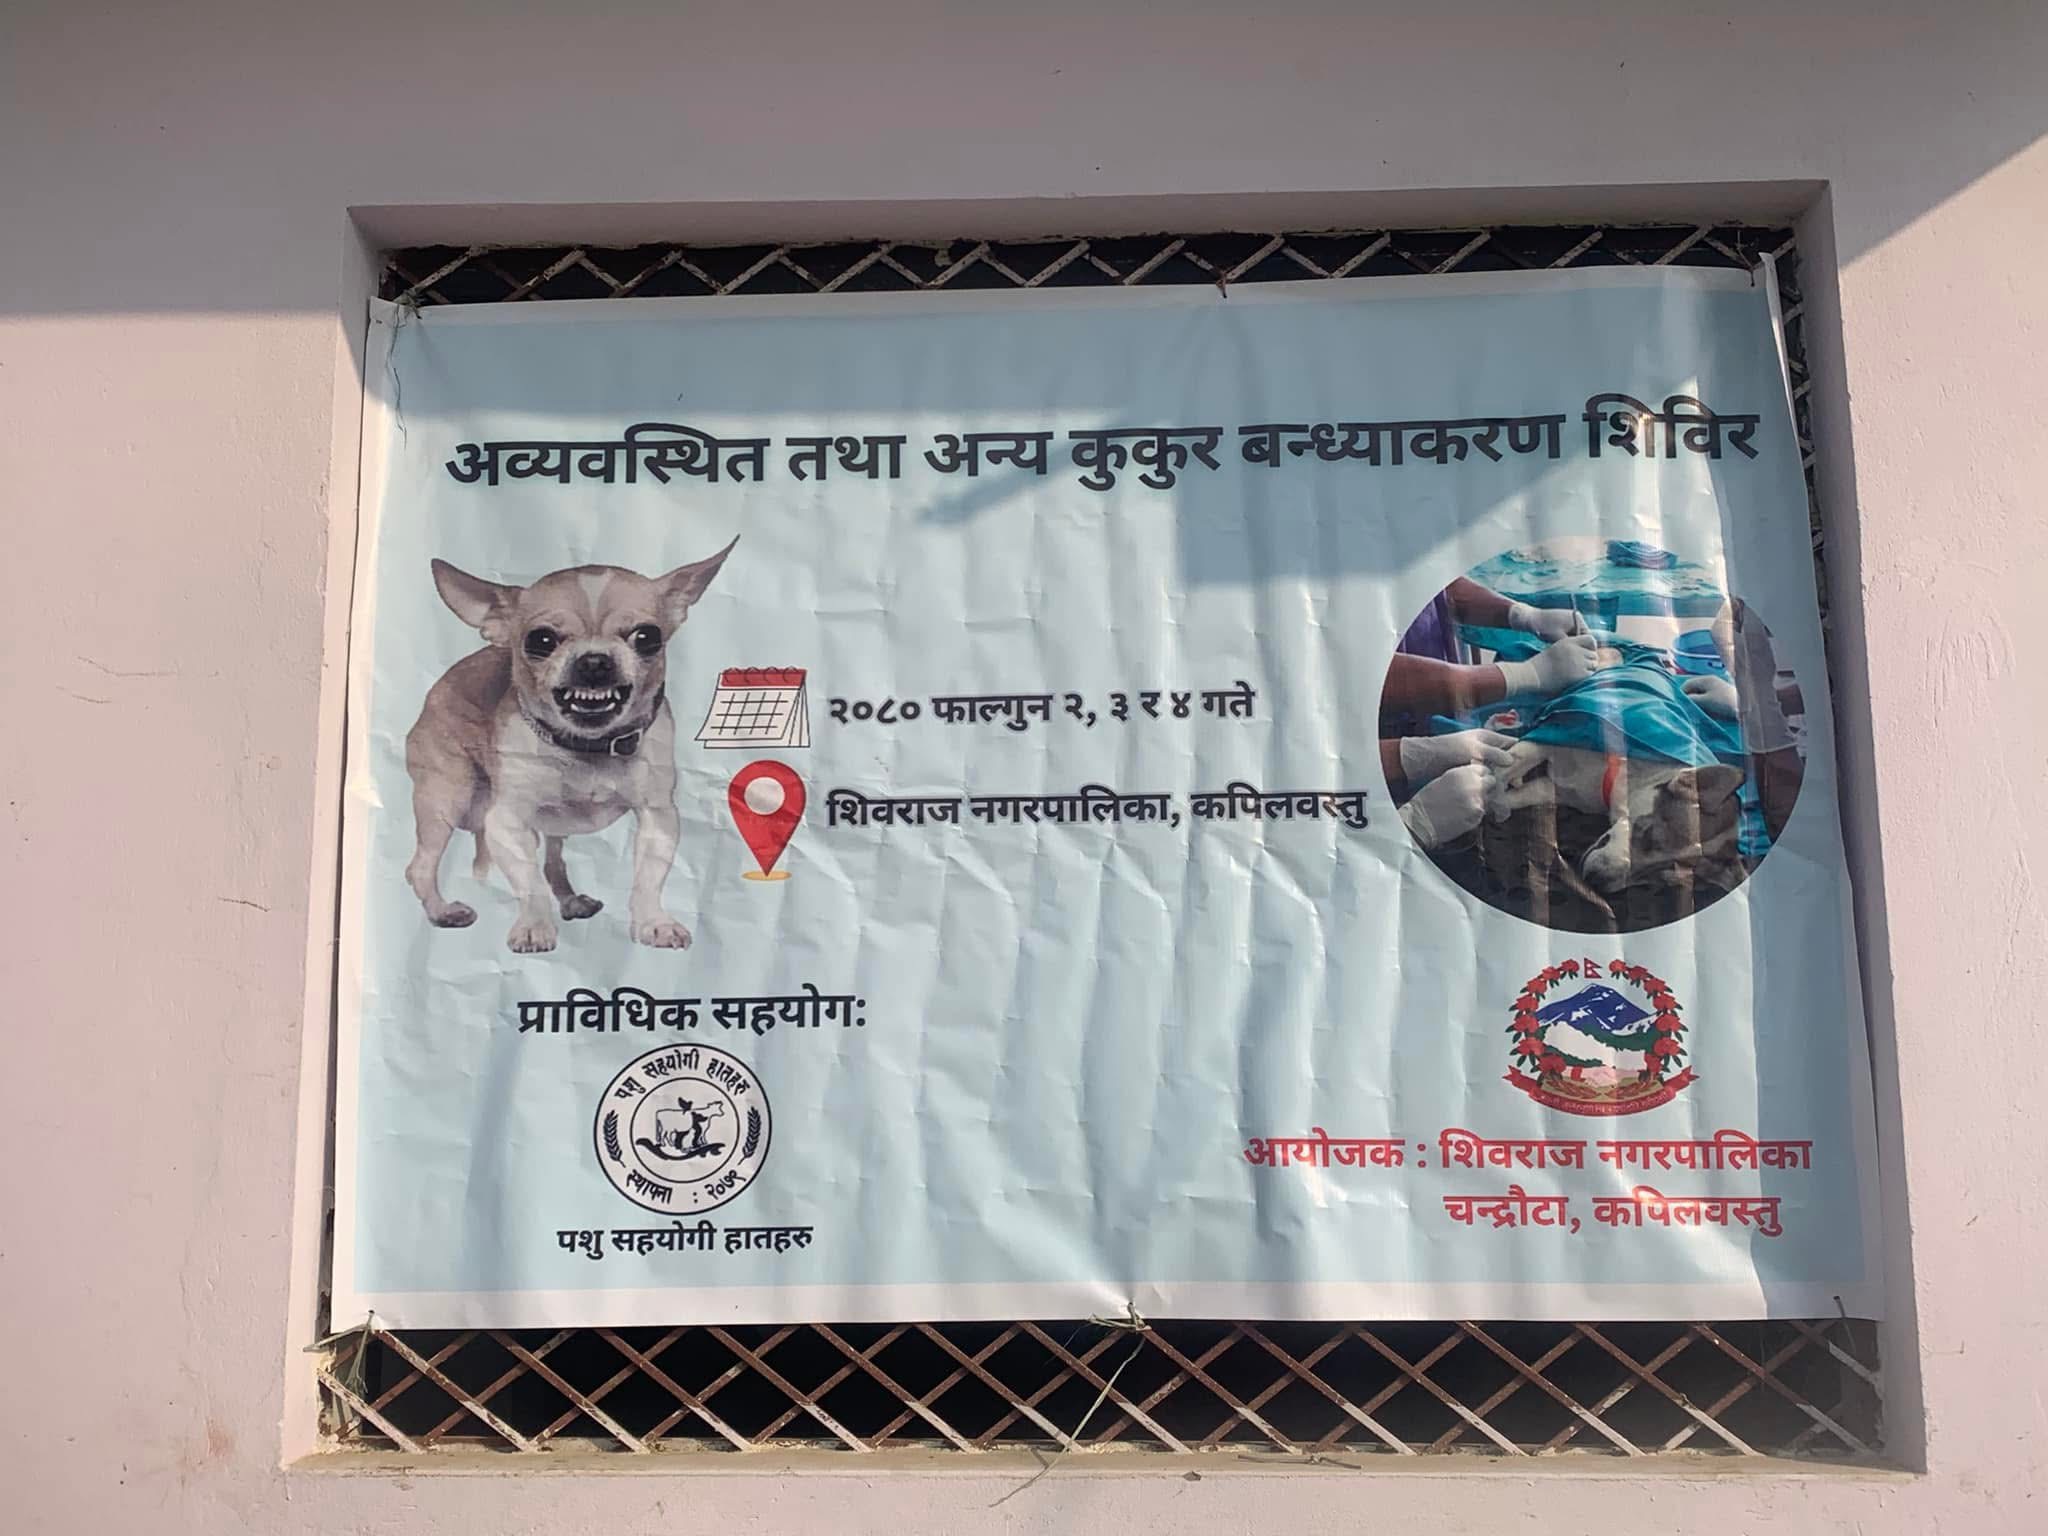 अव्यवस्थित तथा अन्य कुकुर बन्ध्याकरण शिविर
२०८० फाल्गुन २, ३ र ४ गते
शिवराज नगरपालिका, कपिलवस्तु
प्राविधिक सहयोग:
पशु सहयोगी हातहरु
स्थापना : २०७९
पशु सहयोगी हातहरु
आयोजक : शिवराज नगरपालिका
चन्द्रौटा, कपिलवस्तु